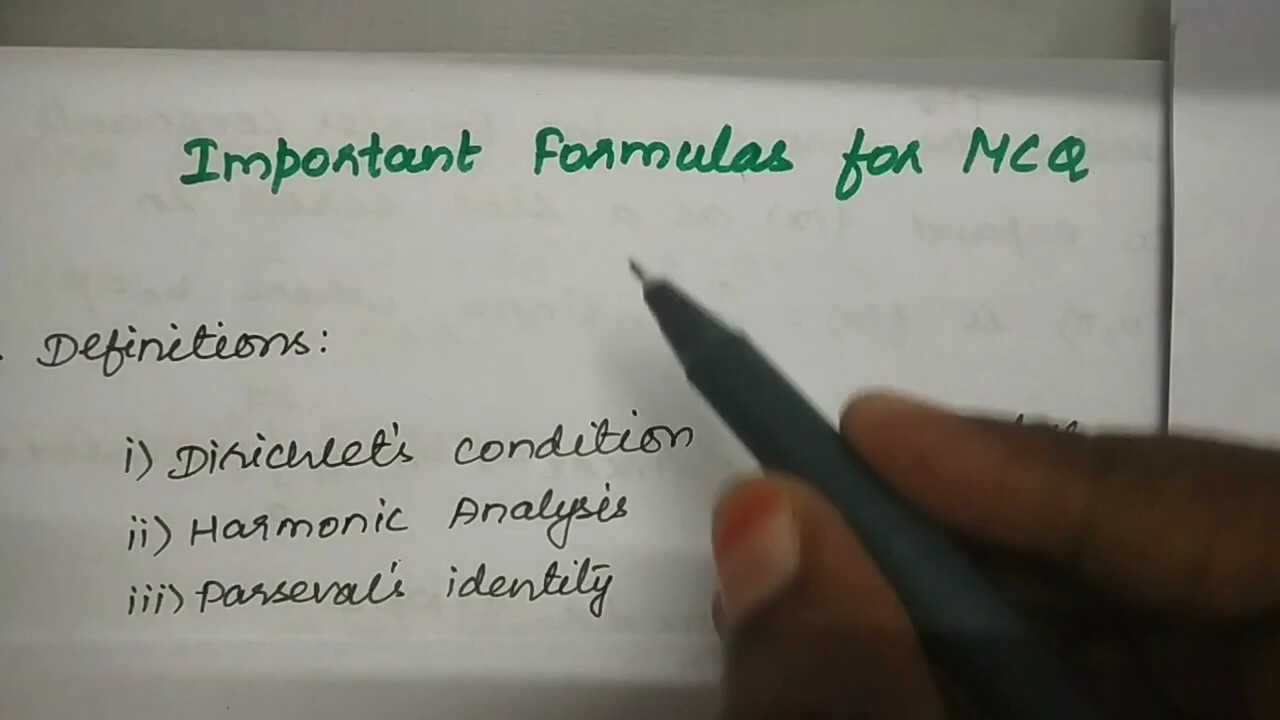 Important Formulas for MCQ
Definitions:
i) Dirichlet's condition
ii) Harmonic Analysis
iii) Parseval's identity